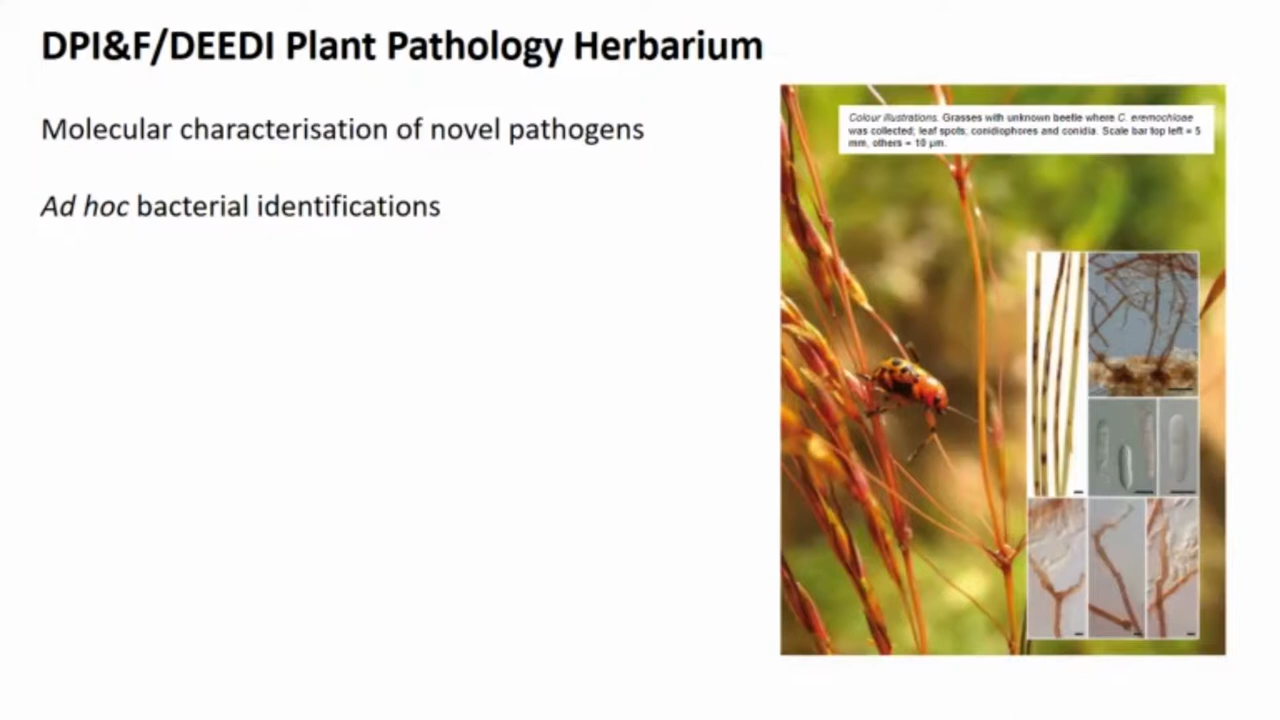 DPI&F/DEEDI Plant Pathology Herbarium
Molecular characterisation of novel pathogens
Ad hoc bacterial identifications
Colour illustrations. Grasses with unknown beetle where C. eremochloae
was collected; leaf spots, conidiophores and conidia. Scale bar top left = 5
mm, others = 10 µm.